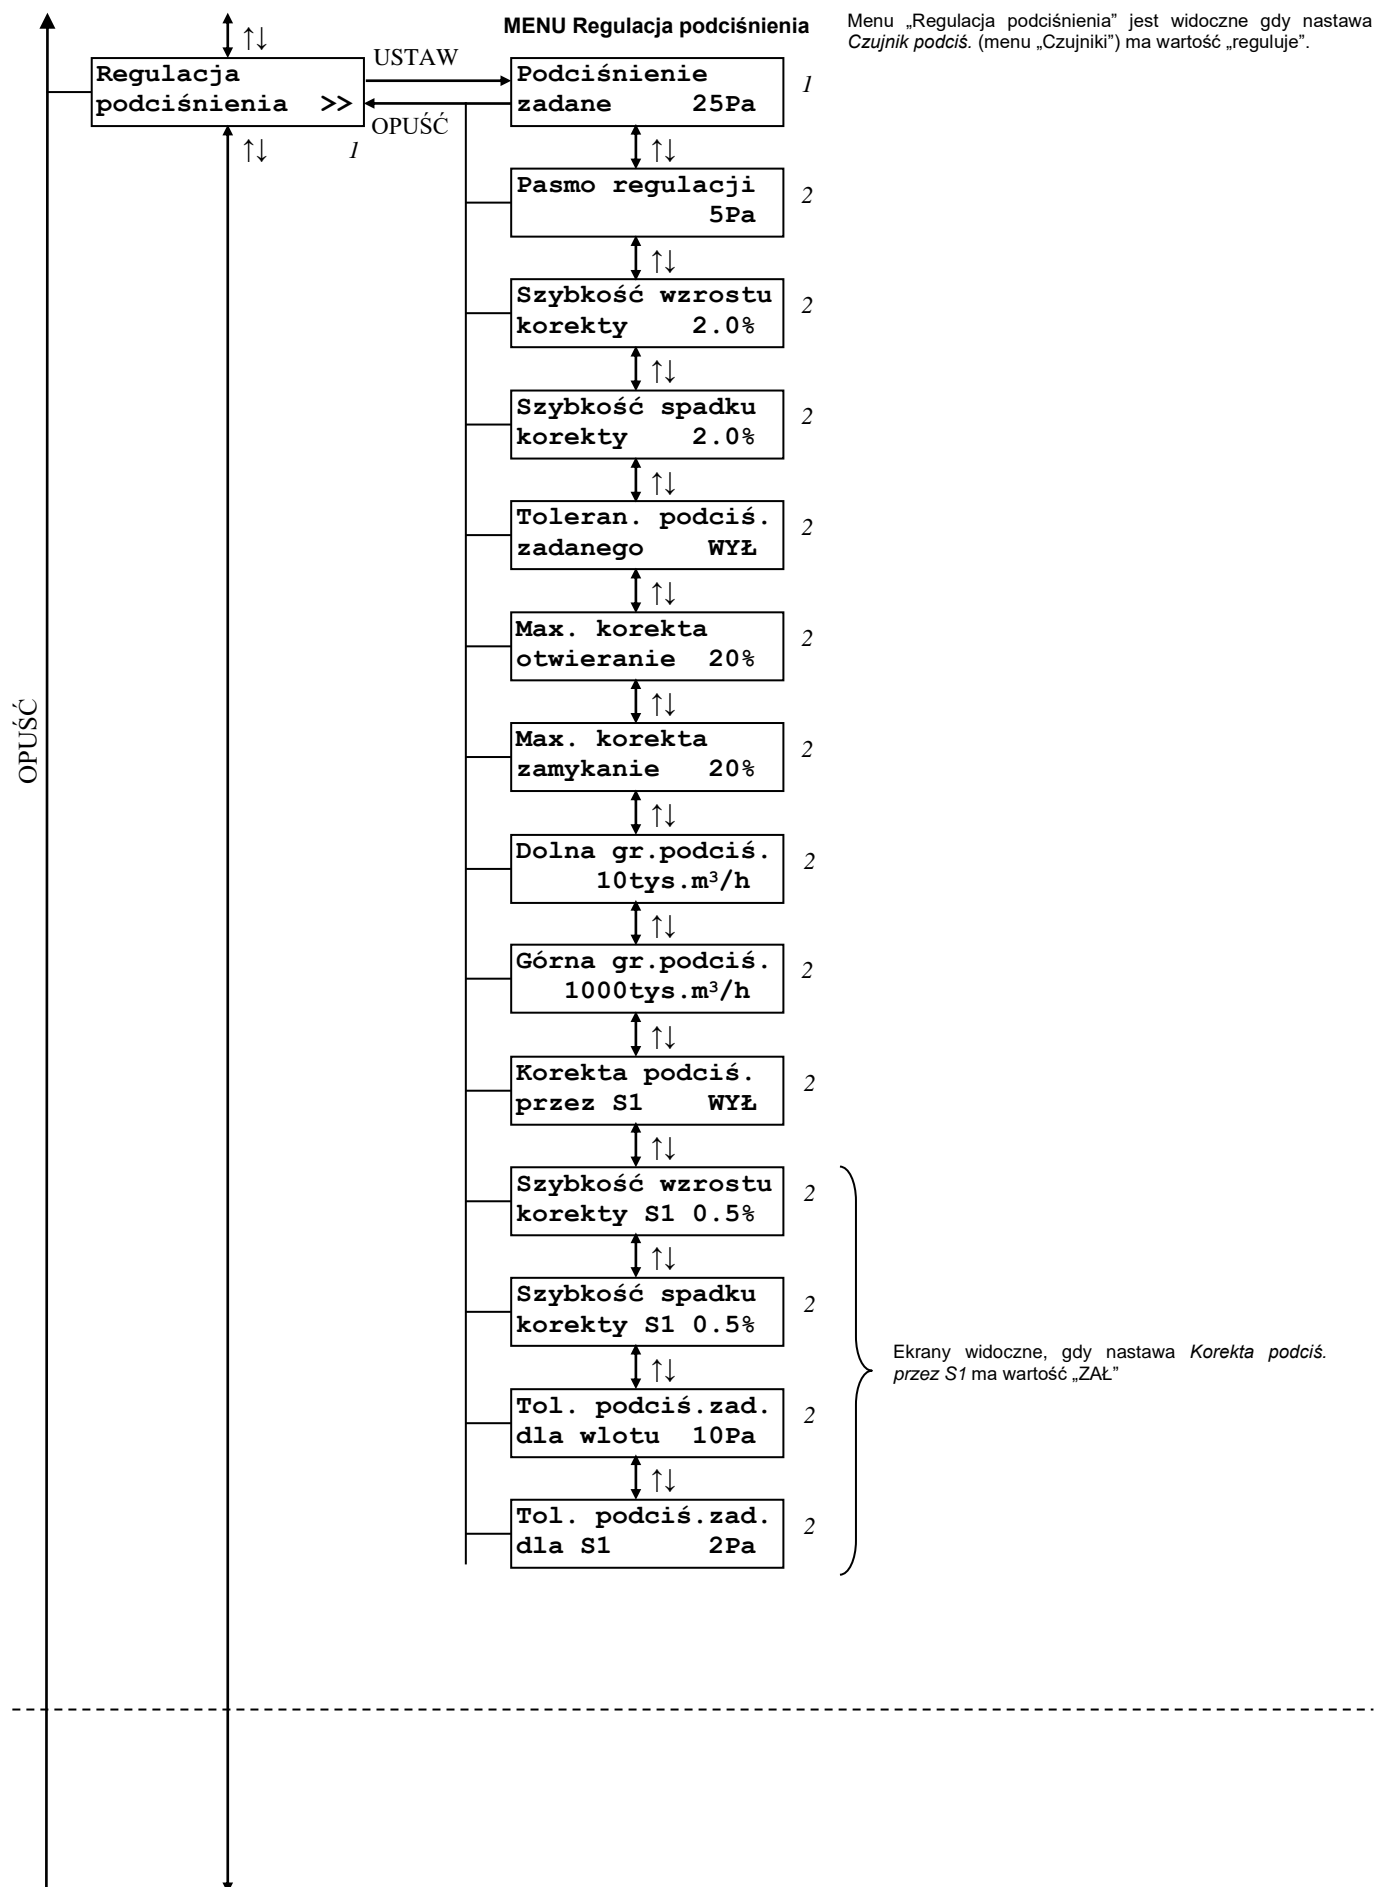 MENU Regulacja podciśnienia
Menu „Regulacja podciśnienia” jest widoczne gdy nastawa
Czujnik podciś. (menu „Czujniki”) ma wartość „reguluje”.
↑↓
Regulacja
podciśnienia >>
1
↑↓
USTAW
OPUŚĆ
OPUŚĆ
Podciśnienie
zadane 25Pa
1
↑↓
Pasmo regulacji
5Pa
2
↑↓
Szybkość wzrostu
korekty 2.0%
2
↑↓
Szybkość spadku
korekty 2.0%
2
↑↓
Toleran. podciś.
zadanego WYŁ
2
↑↓
Max. korekta
otwieranie 20%
2
↑↓
Max. korekta
zamykanie 20%
2
↑↓
Dolna gr.podciś.
10tys.m³/h
2
↑↓
Górna gr.podciś.
1000tys.m³/h
2
↑↓
Korekta podciś.
przez S1 WYŁ
2
↑↓
Szybkość wzrostu
korekty S1 0.5%
2
↑↓
Szybkość spadku
korekty S1 0.5%
2
↑↓
Tol. podciś.zad.
dla wlotu 10Pa
2
↑↓
Tol. podciś.zad.
dla S1 2Pa
2
Ekrany widoczne, gdy nastawa Korekta podciś.
przez S1 ma wartość „ZAŁ”